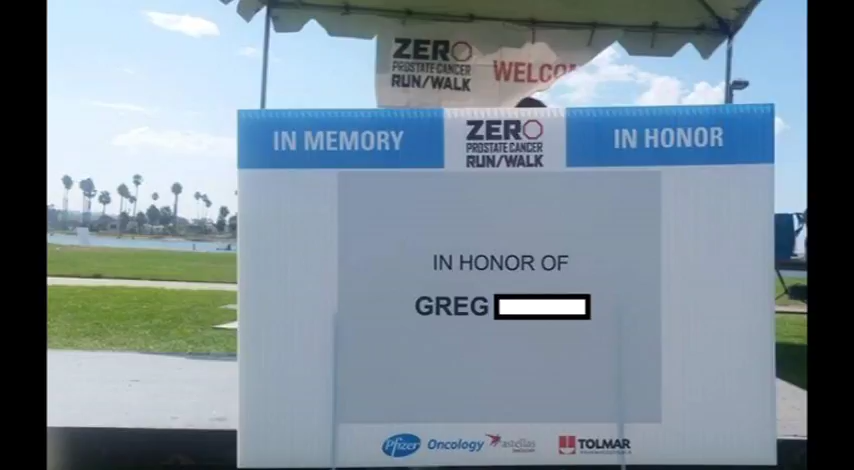 ZERO
PROSTATE CANCER
RUN/WALK
WELCO
IN MEMORY
ZERO
PROSTATE CANCER
RUN/WALK
IN HONOR
IN HONOR OF
GREG
Pfizer Oncology
astellas
TOLMAR